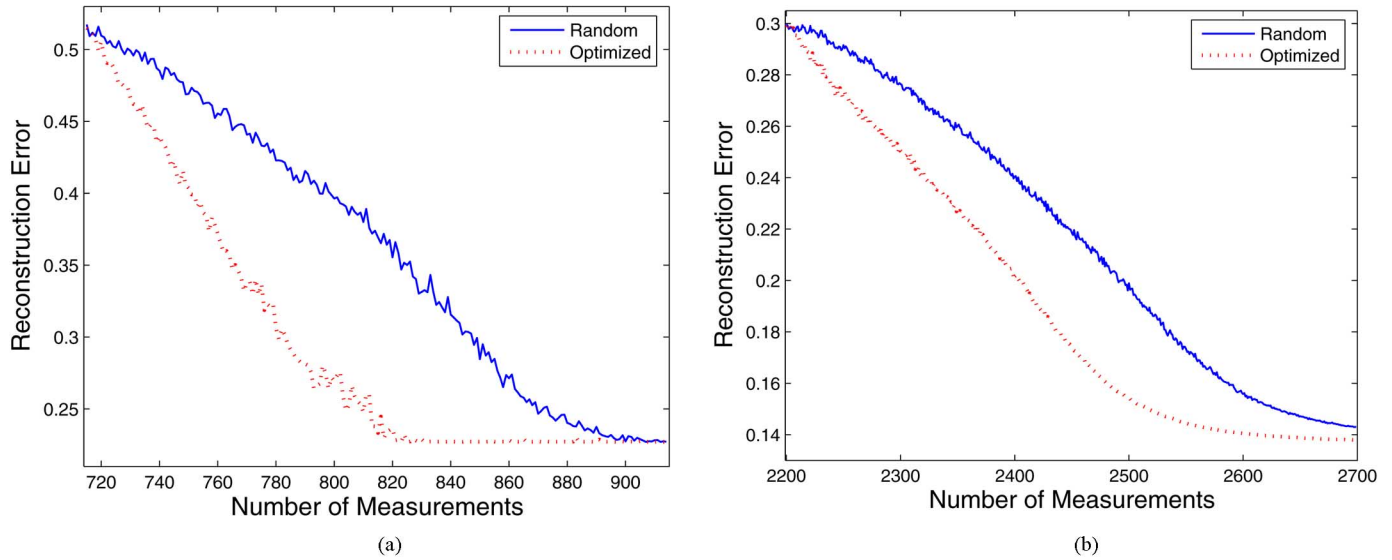 0.5
0.45
0.4
0.35
0.3
0.25
Reconstruction Error
720 740 760 780 800 820 840 860 880 900
Number of Measurements
Random
Optimized
(a)
0.3
0.28
0.26
0.24
0.22
0.2
0.18
0.16
0.14
Reconstruction Error
2200 2300 2400 2500 2600 2700
Number of Measurements
Random
Optimized
(b)